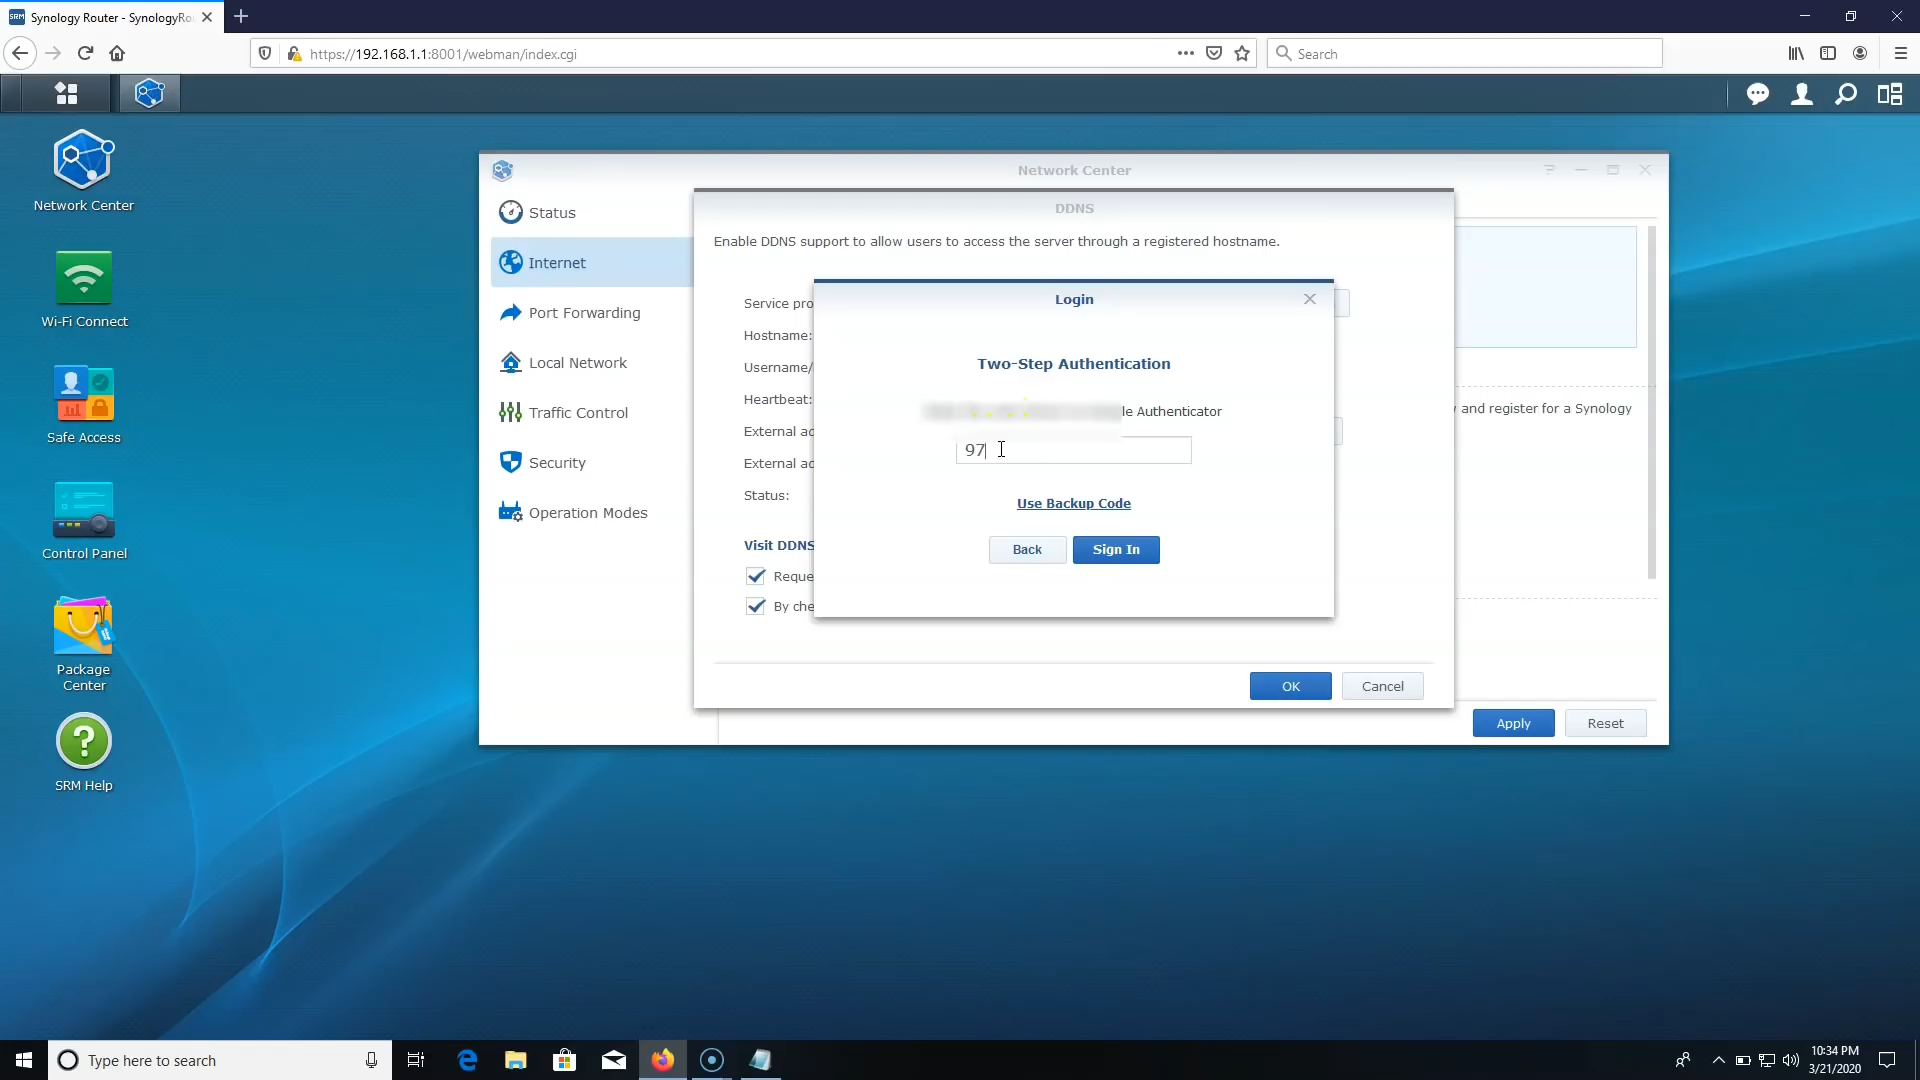 SRM Synology Router - SynologyRo
https://192.168.1.1:8001/webman/index.cgi
Search
Network Center
Wi-Fi Connect
Safe Access
Control Panel
Package
Center
SRM Help
Network Center
Status
Internet
Port Forwarding
Local Network
Traffic Control
Security
Operation Modes
v and register for a Synology
Apply
Reset
DDNS
Enable DDNS support to allow users to access the server through a registered hostname.
Service pro
Hostname:
Username/
Heartbeat:
External ad
External ad
Status:
Visit DDNS
Reque
By che
OK
Cancel
Login
Two-Step Authentication
le Authenticator
97
Use Backup Code
Back
Sign In
Type here to search
10:34 PM
3/21/2020